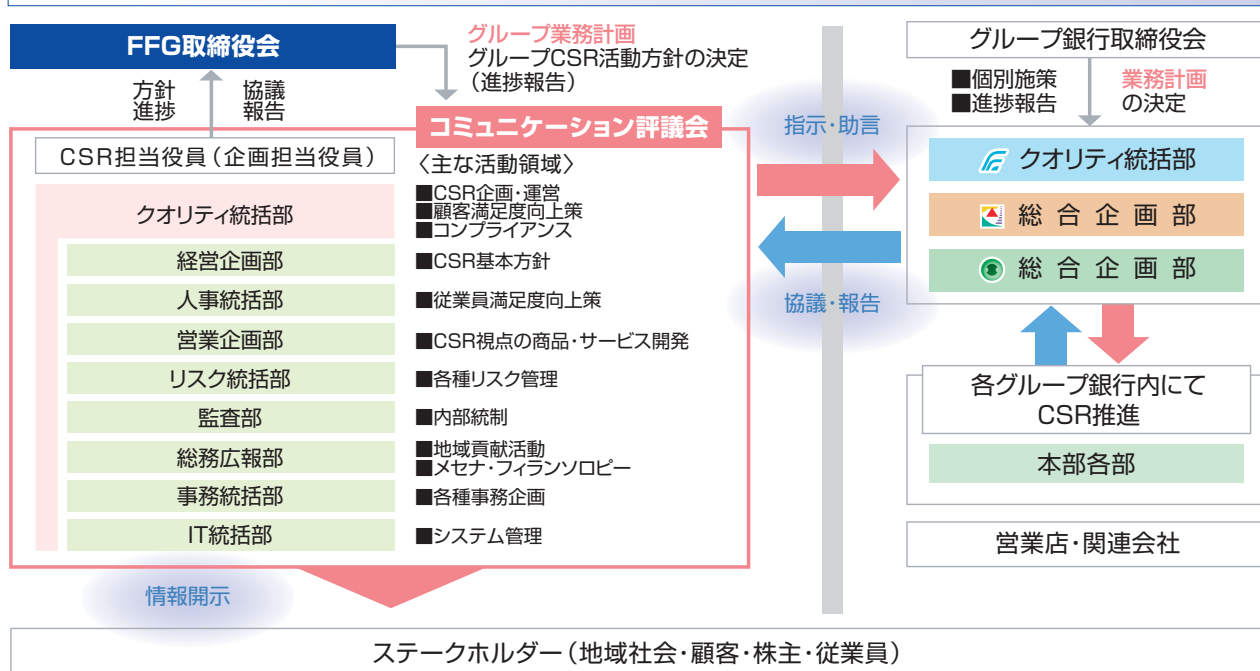 FFG取締役会
グループ業務計画
グループCSR活動方針の決定
（進捗報告）
方針
進捗
協議
報告
コミュニケーション評議会
CSR担当役員（企画担当役員）
〈主な活動領域〉
クオリティ統括部
■CSR企画・運営
■顧客満足度向上策
■コンプライアンス
経営企画部
■CSR基本方針
人事統括部
■従業員満足度向上策
営業企画部
■CSR視点の商品・サービス開発
リスク統括部
■各種リスク管理
監査部
■内部統制
総務広報部
■地域貢献活動
■メセナ・フィランソロピー
事務統括部
■各種事務企画
IT統括部
■システム管理
情報開示
指示・助言
協議・報告
グループ銀行取締役会
■個別施策
■進捗報告
業務計画
の決定
クオリティ統括部
総合企画部
総合企画部
各グループ銀行内にて
CSR推進
本部各部
営業店・関連会社
ステークホルダー（地域社会・顧客・株主・従業員）